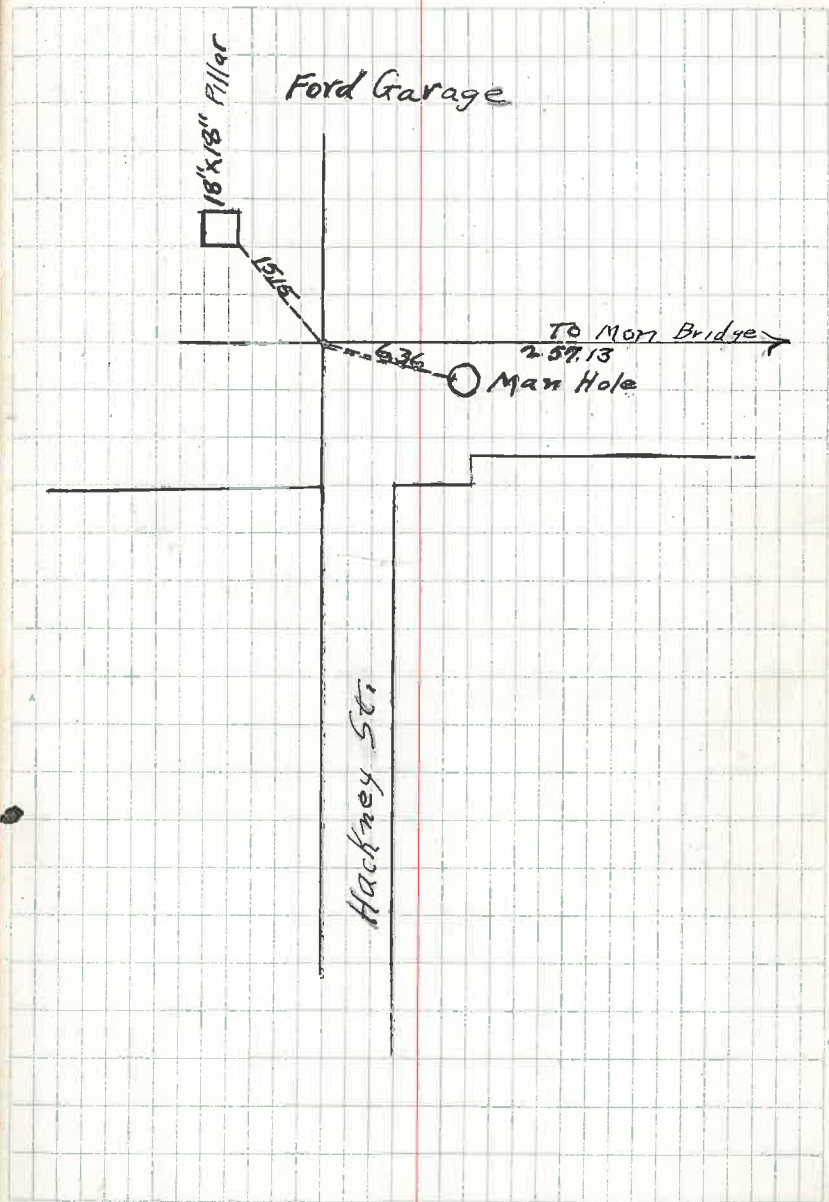 Ford Garage
18"x18" Pillar
15.15
To Mon Bridge
257.13
6.36
Man Hole
Hackney St.